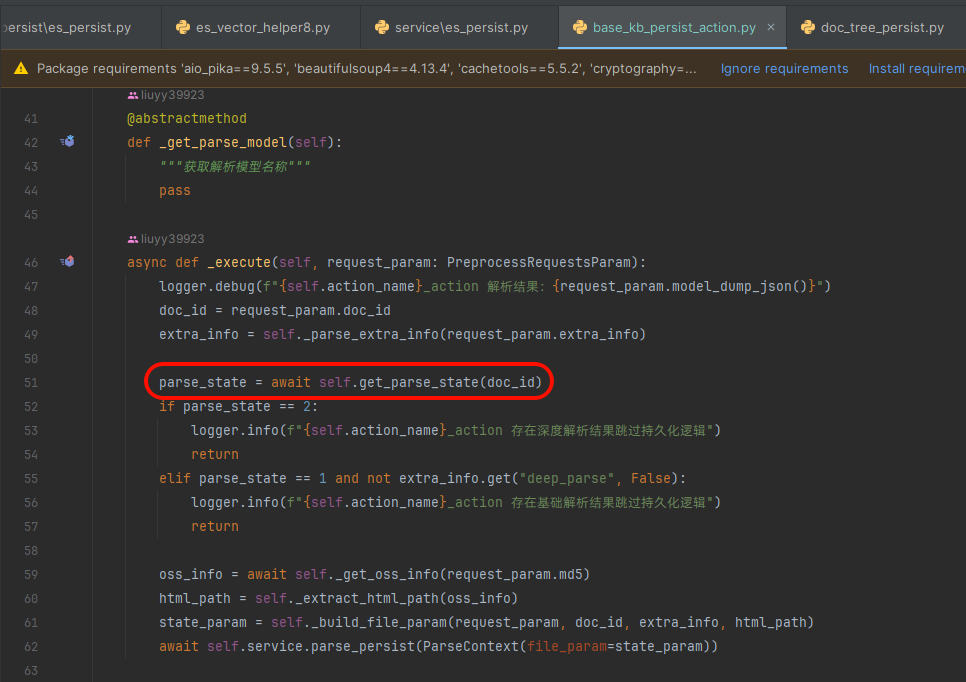 persist\es_persist.py es_vector_helper8.py service\es_persist.py base_kb_persist_action.py × doc_tree_persist.py
Package requirements 'aio_pika==9.5.5', 'beautifulsoup4==4.13.4', 'cachetools==5.5.2', 'cryptography=... Ignore requirements Install requirem
liuyy39923
41 @abstractmethod
42 def _get_parse_model(self):
43 """获取解析模型名称"""
44 pass
45
liuyy39923
46 async def _execute(self, request_param: PreprocessRequestsParam):
47 logger.debug(f"{self.action_name}_action 解析结果: {request_param.model_dump_json()}")
48 doc_id = request_param.doc_id
49 extra_info = self._parse_extra_info(request_param.extra_info)
50
51 parse_state = await self.get_parse_state(doc_id)
52 if parse_state == 2:
53 logger.info(f"{self.action_name}_action 存在深度解析结果跳过持久化逻辑")
54 return
55 elif parse_state == 1 and not extra_info.get("deep_parse", False):
56 logger.info(f"{self.action_name}_action 存在基础解析结果跳过持久化逻辑")
57 return
58
59 oss_info = await self._get_oss_info(request_param.md5)
60 html_path = self._extract_html_path(oss_info)
61 state_param = self._build_file_param(request_param, doc_id, extra_info, html_path)
62 await self.service.parse_persist(ParseContext(file_param=state_param))
63